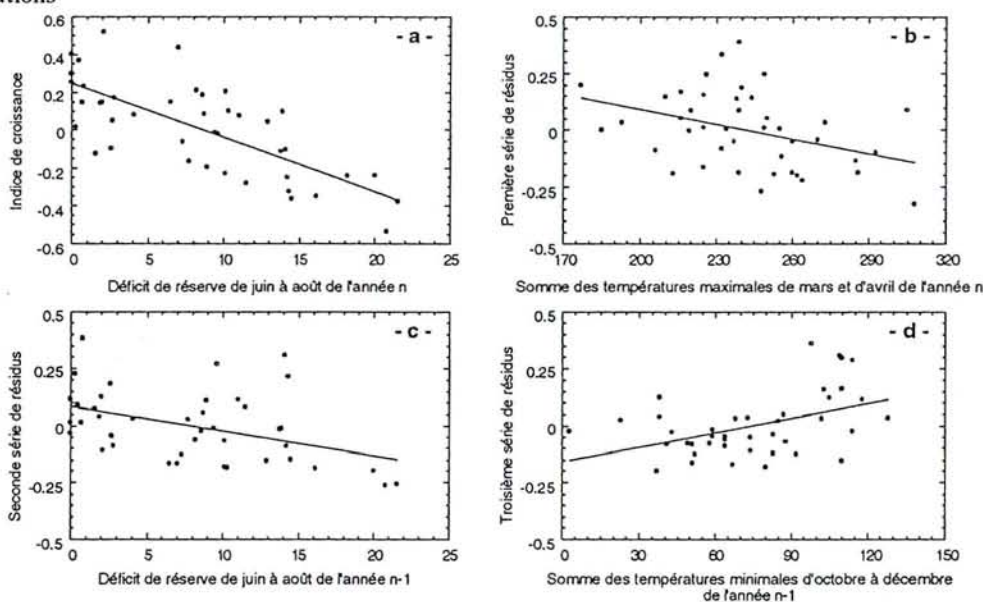 - a -
Indice de croissance
0.6
0.4
0.2
0
-0.2
-0.4
-0.6
0 5 10 15 20 25
Déficit de réserve de juin à août de l'année n
- b -
Première série de résidus
0.5
0.25
0
-0.25
-0.5
170 200 230 260 290 320
Somme des températures maximales de mars et d'avril de l'année n
- c -
Seconde série de résidus
0.5
0.25
0
-0.25
-0.5
0 5 10 15 20 25
Déficit de réserve de juin à août de l'année n-1
- d -
Troisième série de résidus
0.5
0.25
0
-0.25
-0.5
0 30 60 90 120 150
Somme des températures minimales d'octobre à décembre
de l'année n-1